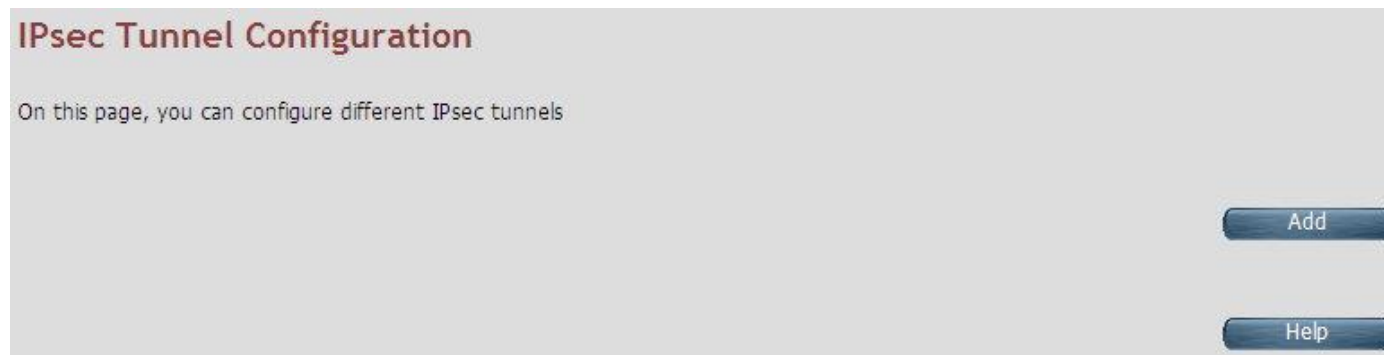 IPsec Tunnel Configuration
On this page, you can configure different IPsec tunnels
Add
Help